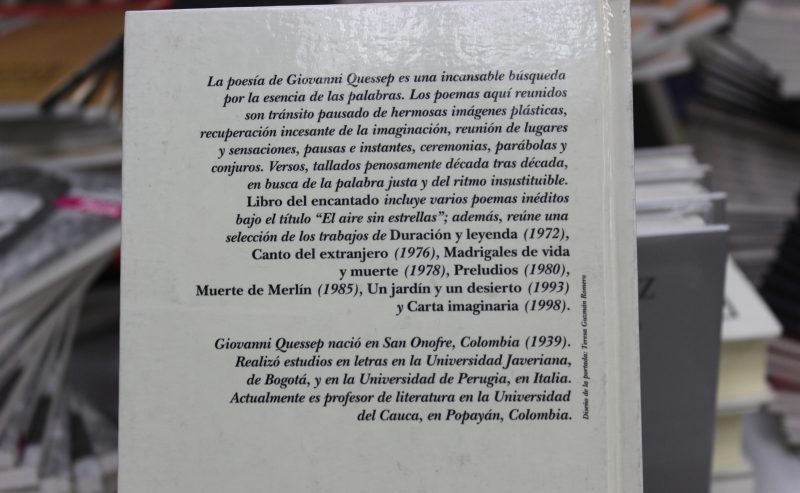 La poesía de Giovanni Quessep es una incansable búsqueda
por la esencia de las palabras. Los poemas aquí reunidos
son tránsito pausado de hermosas imágenes plásticas,
recuperación incesante de la imaginación, reunión de lugares
y sensaciones, pausas e instantes, ceremonias, parábolas y
conjuros. Versos, tallados penosamente década tras década,
en busca de la palabra justa y del ritmo insustituible.
Libro del encantado incluye varios poemas inéditos
bajo el título “El aire sin estrellas”; además, reúne una
selección de los trabajos de Duración y leyenda (1972),
Canto del extranjero (1976), Madrigales de vida
y muerte (1978), Preludios (1980),
Muerte de Merlín (1985), Un jardín y un desierto (1993)
y Carta imaginaria (1998).
Giovanni Quessep nació en San Onofre, Colombia (1939).
Realizó estudios en letras en la Universidad Javeriana,
de Bogotá, y en la Universidad de Perugia, en Italia.
Actualmente es profesor de literatura en la Universidad
del Cauca, en Popayán, Colombia.
Diseño de la portada: Teresa Guzmán Romero